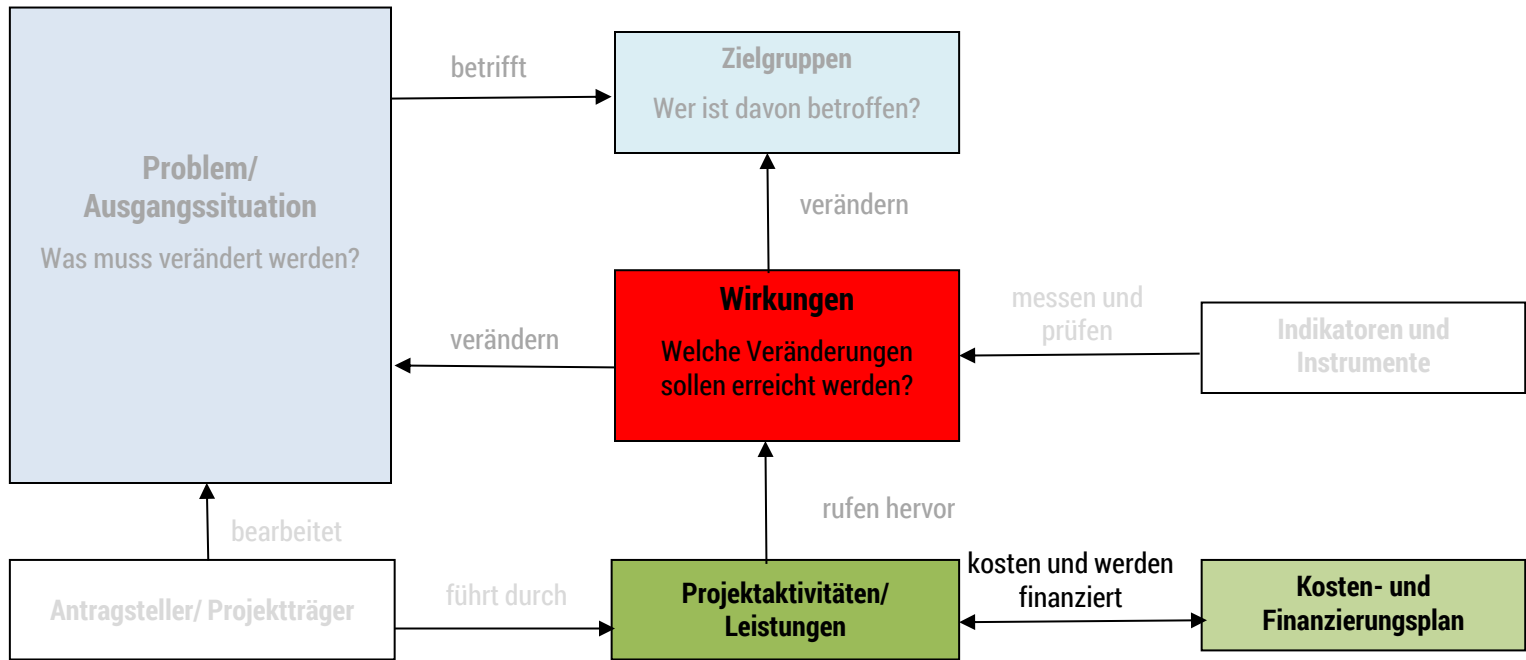 betrifft
Zielgruppen
Wer ist davon betroffen?
Problem/
Ausgangssituation
Was muss verändert werden?
verändern
Wirkungen
Welche Veränderungen
sollen erreicht werden?
verändern
messen und
prüfen
Indikatoren und
Instrumente
rufen hervor
bearbeitet
Antragsteller/ Projektträger
führt durch
Projektaktivitäten/
Leistungen
kosten und werden
finanziert
Kosten- und
Finanzierungsplan